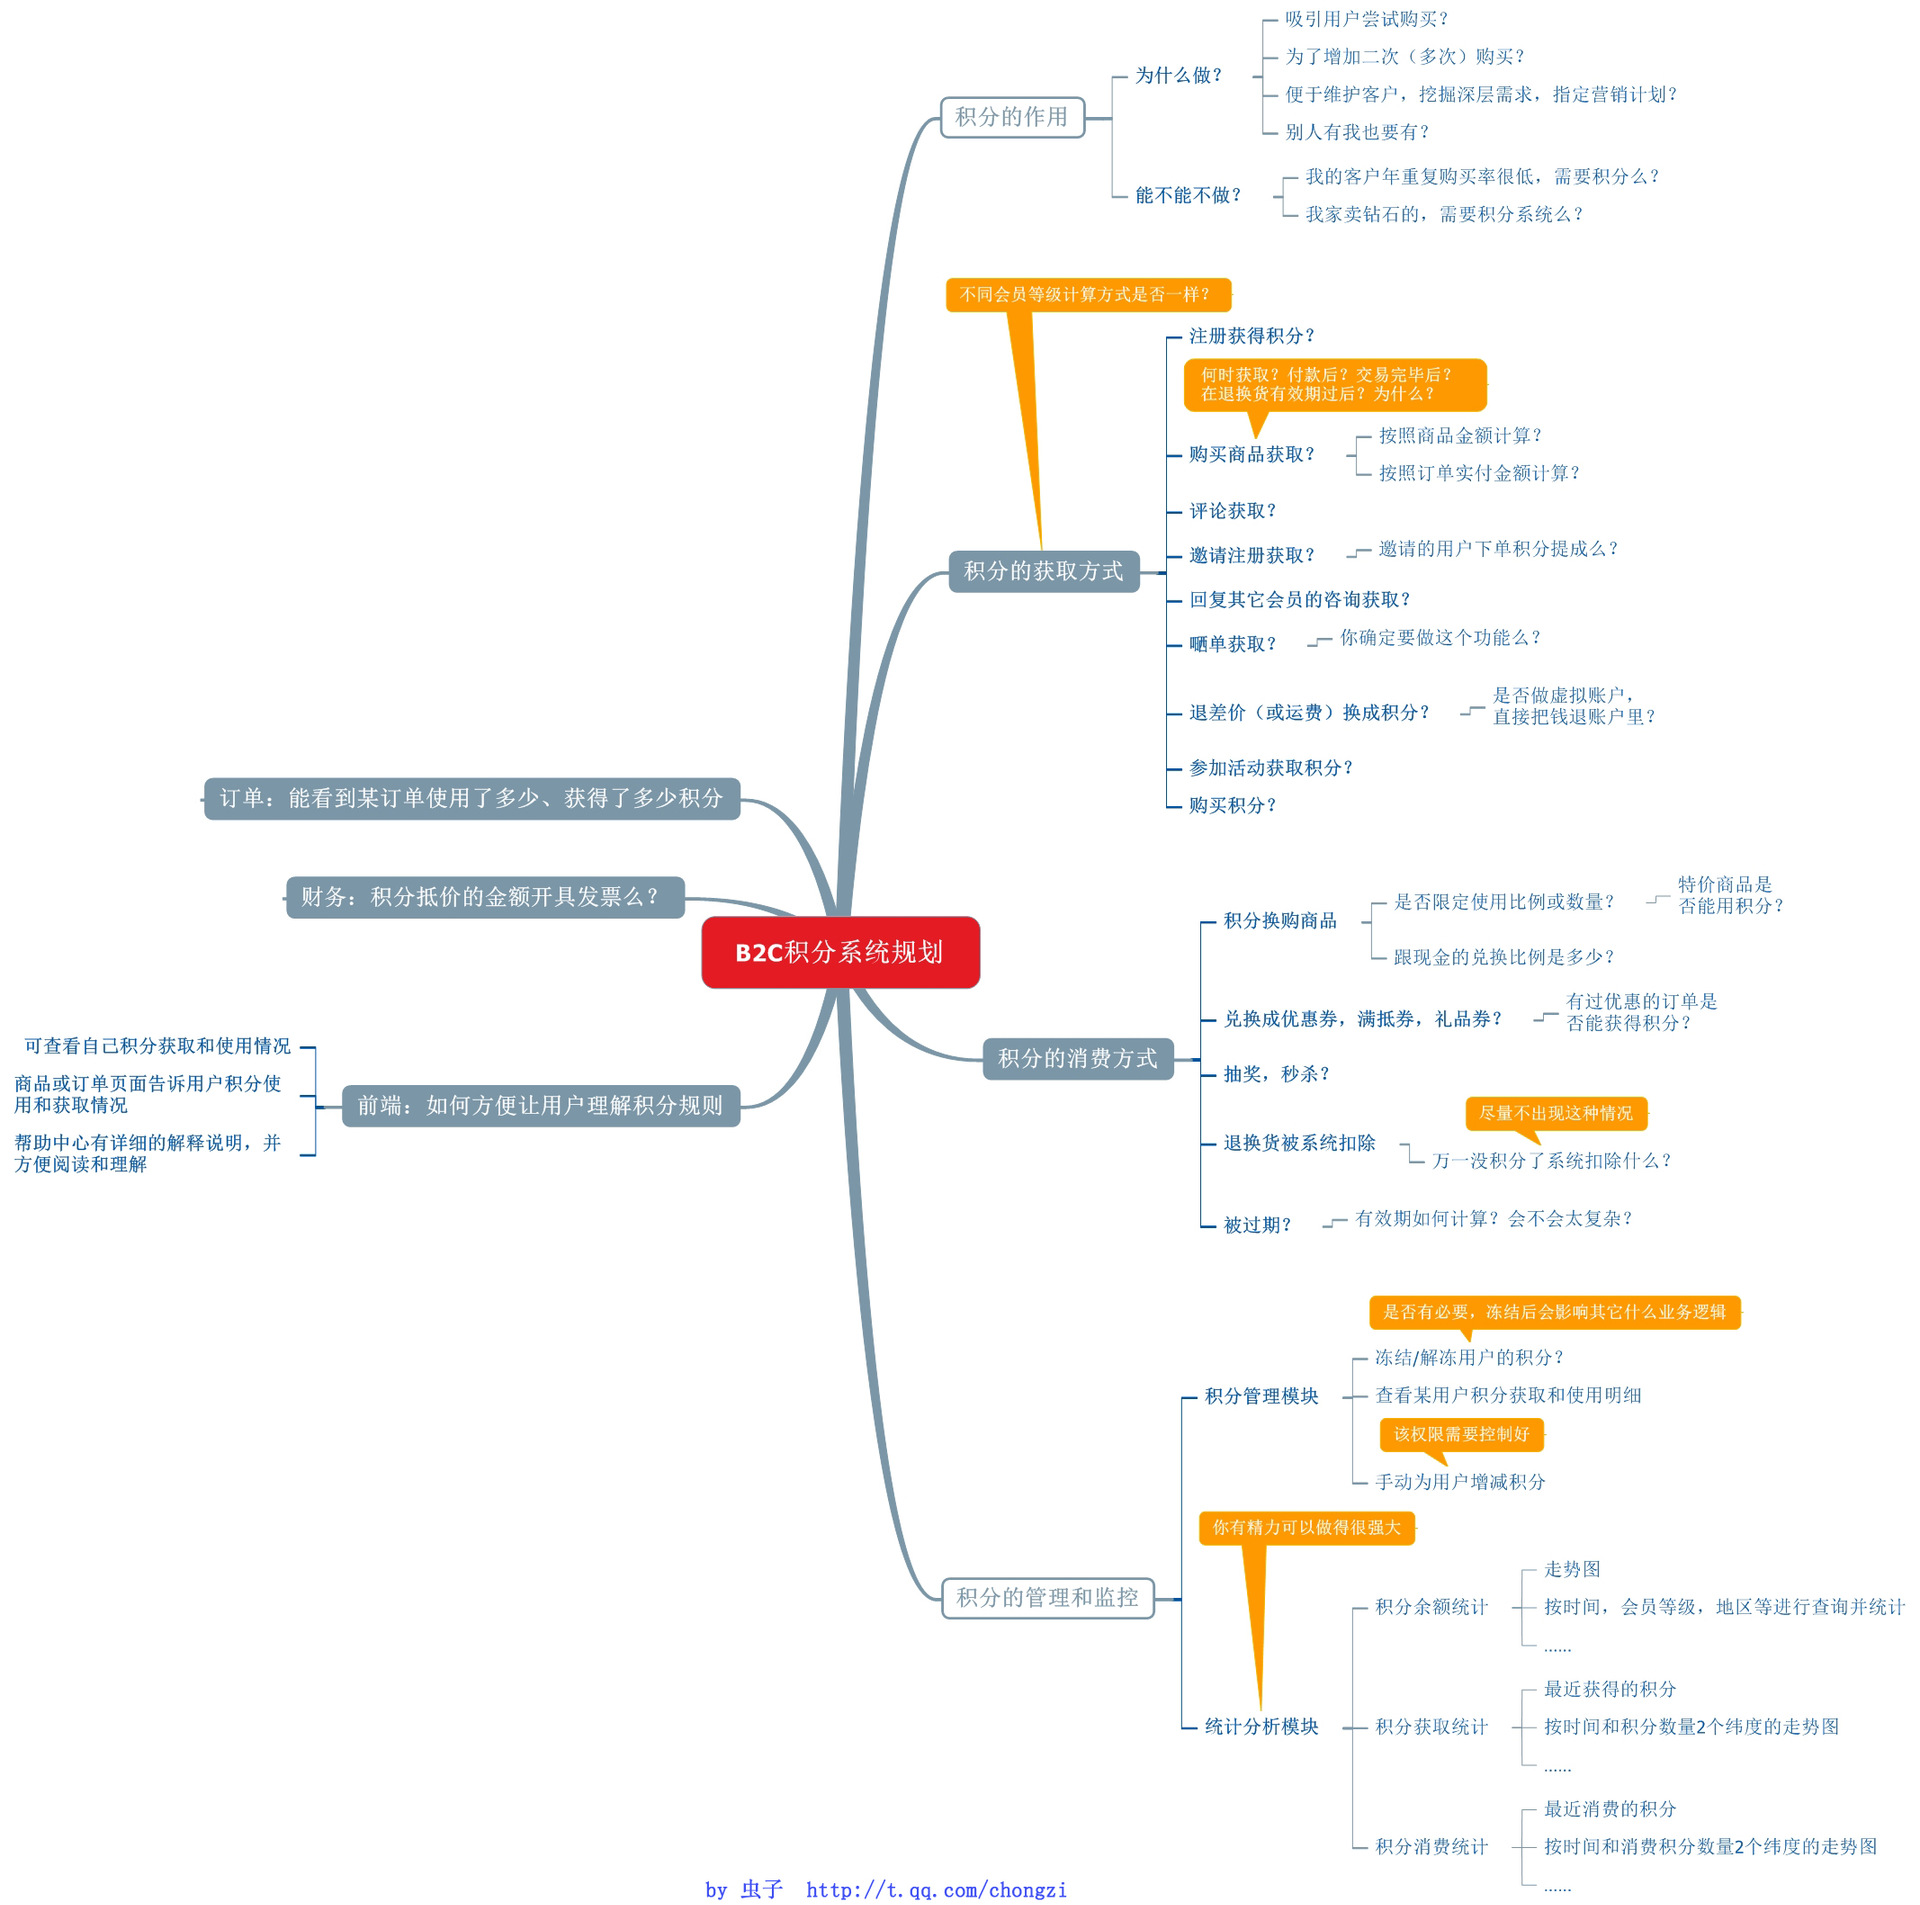 吸引用户尝试购买？
为了增加二次（多次）购买？
为什么做？
便于维护客户，挖掘深层需求，指定营销计划？
积分的作用
别人有我也要有？
我的客户年重复购买率很低，需要积分么？
能不能不做？
我家卖钻石的，需要积分系统么？
不同会员等级计算方式是否一样？
注册获得积分？
何时获取？付款后？交易完毕后？
在退换货有效期过后？为什么？
购买商品获取？
按照商品金额计算？
按照订单实付金额计算？
评论获取？
邀请注册获取？
邀请的用户下单积分提成么？
积分的获取方式
回复其它会员的咨询获取？
嗮单获取？
你确定要做这个功能么？
退差价（或运费）换成积分？
是否做虚拟账户，
直接把钱退账户里？
参加活动获取积分？
购买积分？
订单：能看到某订单使用了多少、获得了多少积分
财务：积分抵价的金额开具发票么？
B2C积分系统规划
积分换购商品
是否限定使用比例或数量？
特价商品是
否能用积分？
跟现金的兑换比例是多少？
兑换成优惠券，满抵券，礼品券？
有过优惠的订单是
否能获得积分？
积分的消费方式
抽奖，秒杀？
尽量不出现这种情况
退换货被系统扣除
万一没积分了系统扣除什么？
被过期？
有效期如何计算？会不会太复杂？
可查看自己积分获取和使用情况
商品或订单页面告诉用户积分使
用和获取情况
前端：如何方便让用户理解积分规则
帮助中心有详细的解释说明，并
方便阅读和理解
是否有必要，冻结后会影响其它什么业务逻辑
冻结/解冻用户的积分？
积分管理模块
查看某用户积分获取和使用明细
该权限需要控制好
手动为用户增减积分
你有精力可以做得很强大
积分的管理和监控
走势图
积分余额统计
按时间，会员等级，地区等进行查询并统计
......
最近获得的积分
统计分析模块
积分获取统计
按时间和积分数量2个纬度的走势图
......
最近消费的积分
积分消费统计
按时间和消费积分数量2个纬度的走势图
......
by 虫子 http://t.qq.com/chongzi